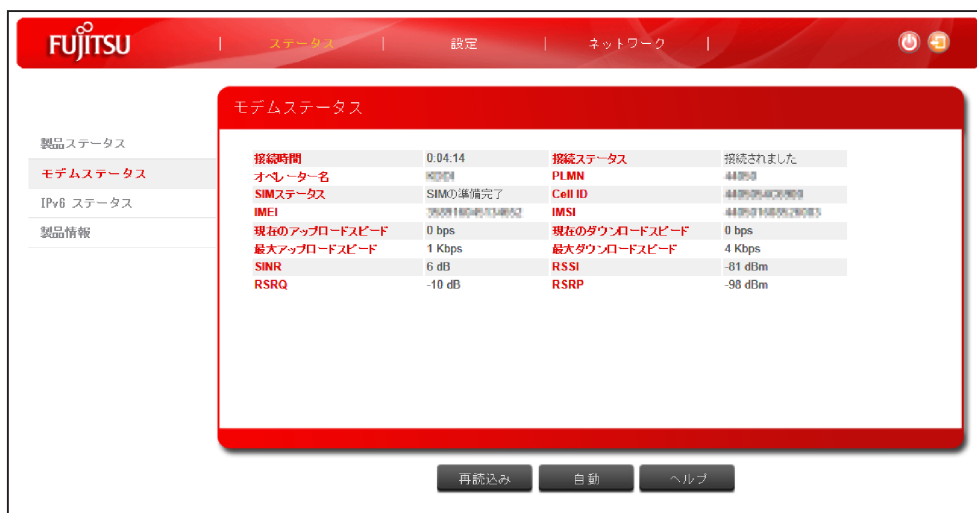 FUJITSU
ステータス
設定
ネットワーク
製品ステータス
モデムステータス
IPv6 ステータス
製品情報
モデムステータス
接続時間 0:04:14 接続ステータス 接続されました
オペレーター名 PLMN
SIMステータス SIMの準備完了 Cell ID
IMEI IMSI
現在のアップロードスピード 0 bps 現在のダウンロードスピード 0 bps
最大アップロードスピード 1 Kbps 最大ダウンロードスピード 4 Kbps
SINR 6 dB RSSI -81 dBm
RSRQ -10 dB RSRP -98 dBm
再読込み
自動
ヘルプ